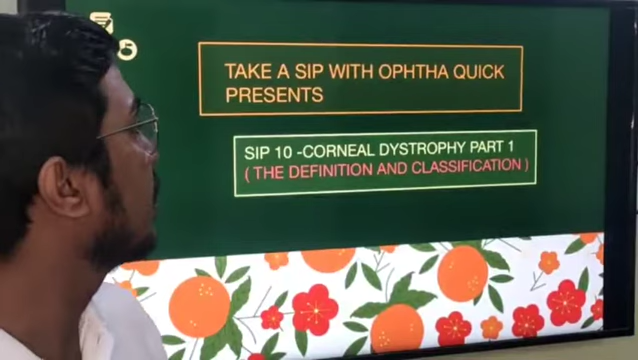 TAKE A SIP WITH OPHTHA QUICK
PRESENTS
SIP 10 -CORNEAL DYSTROPHY PART 1
( THE DEFINITION AND CLASSIFICATION )